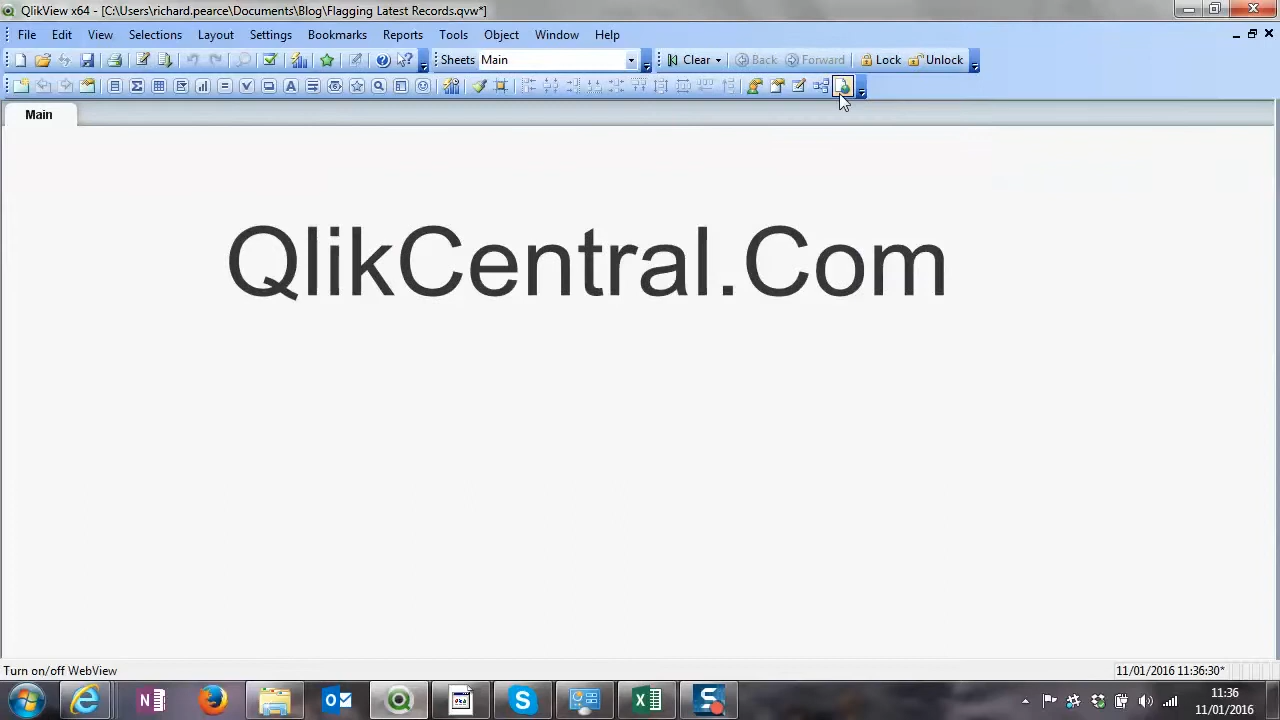 QlikView x64 - [C:\Users\richard.pearce\Documents\Blog\Flagging Latest Records.qvw*]
File Edit View Selections Layout Settings Bookmarks Reports Tools Object Window Help
Sheets Main Clear Back Forward Lock Unlock
Main
QlikCentral.Com
Turn on/off WebView 11/01/2016 11:36:30*
11:36
11/01/2016